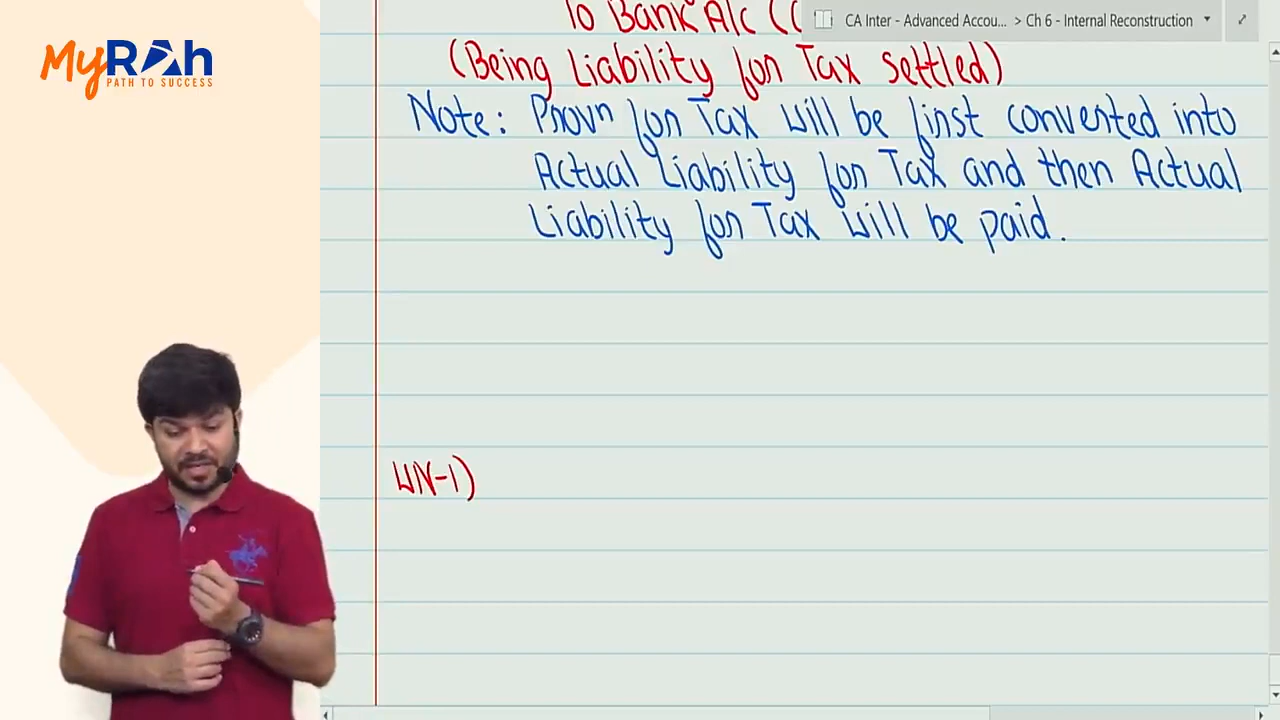 MyRAh
PATH TO SUCCESS
To Bank A/c (
CA Inter - Advanced Accou... > Ch 6 - Internal Reconstruction
(Being Liability for Tax settled)
Note: Provⁿ for Tax will be first converted into
Actual Liability for Tax and then Actual
Liability for Tax will be paid.
WN-1)